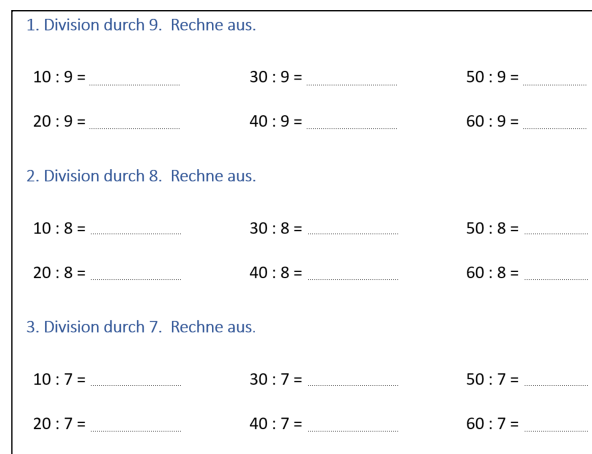 1. Division durch 9.  Rechne aus.
10 : 9 = 30 : 9 = 50 : 9 =
20 : 9 = 40 : 9 = 60 : 9 =
2. Division durch 8.  Rechne aus.
10 : 8 = 30 : 8 = 50 : 8 =
20 : 8 = 40 : 8 = 60 : 8 =
3. Division durch 7.  Rechne aus.
10 : 7 = 30 : 7 = 50 : 7 =
20 : 7 = 40 : 7 = 60 : 7 =